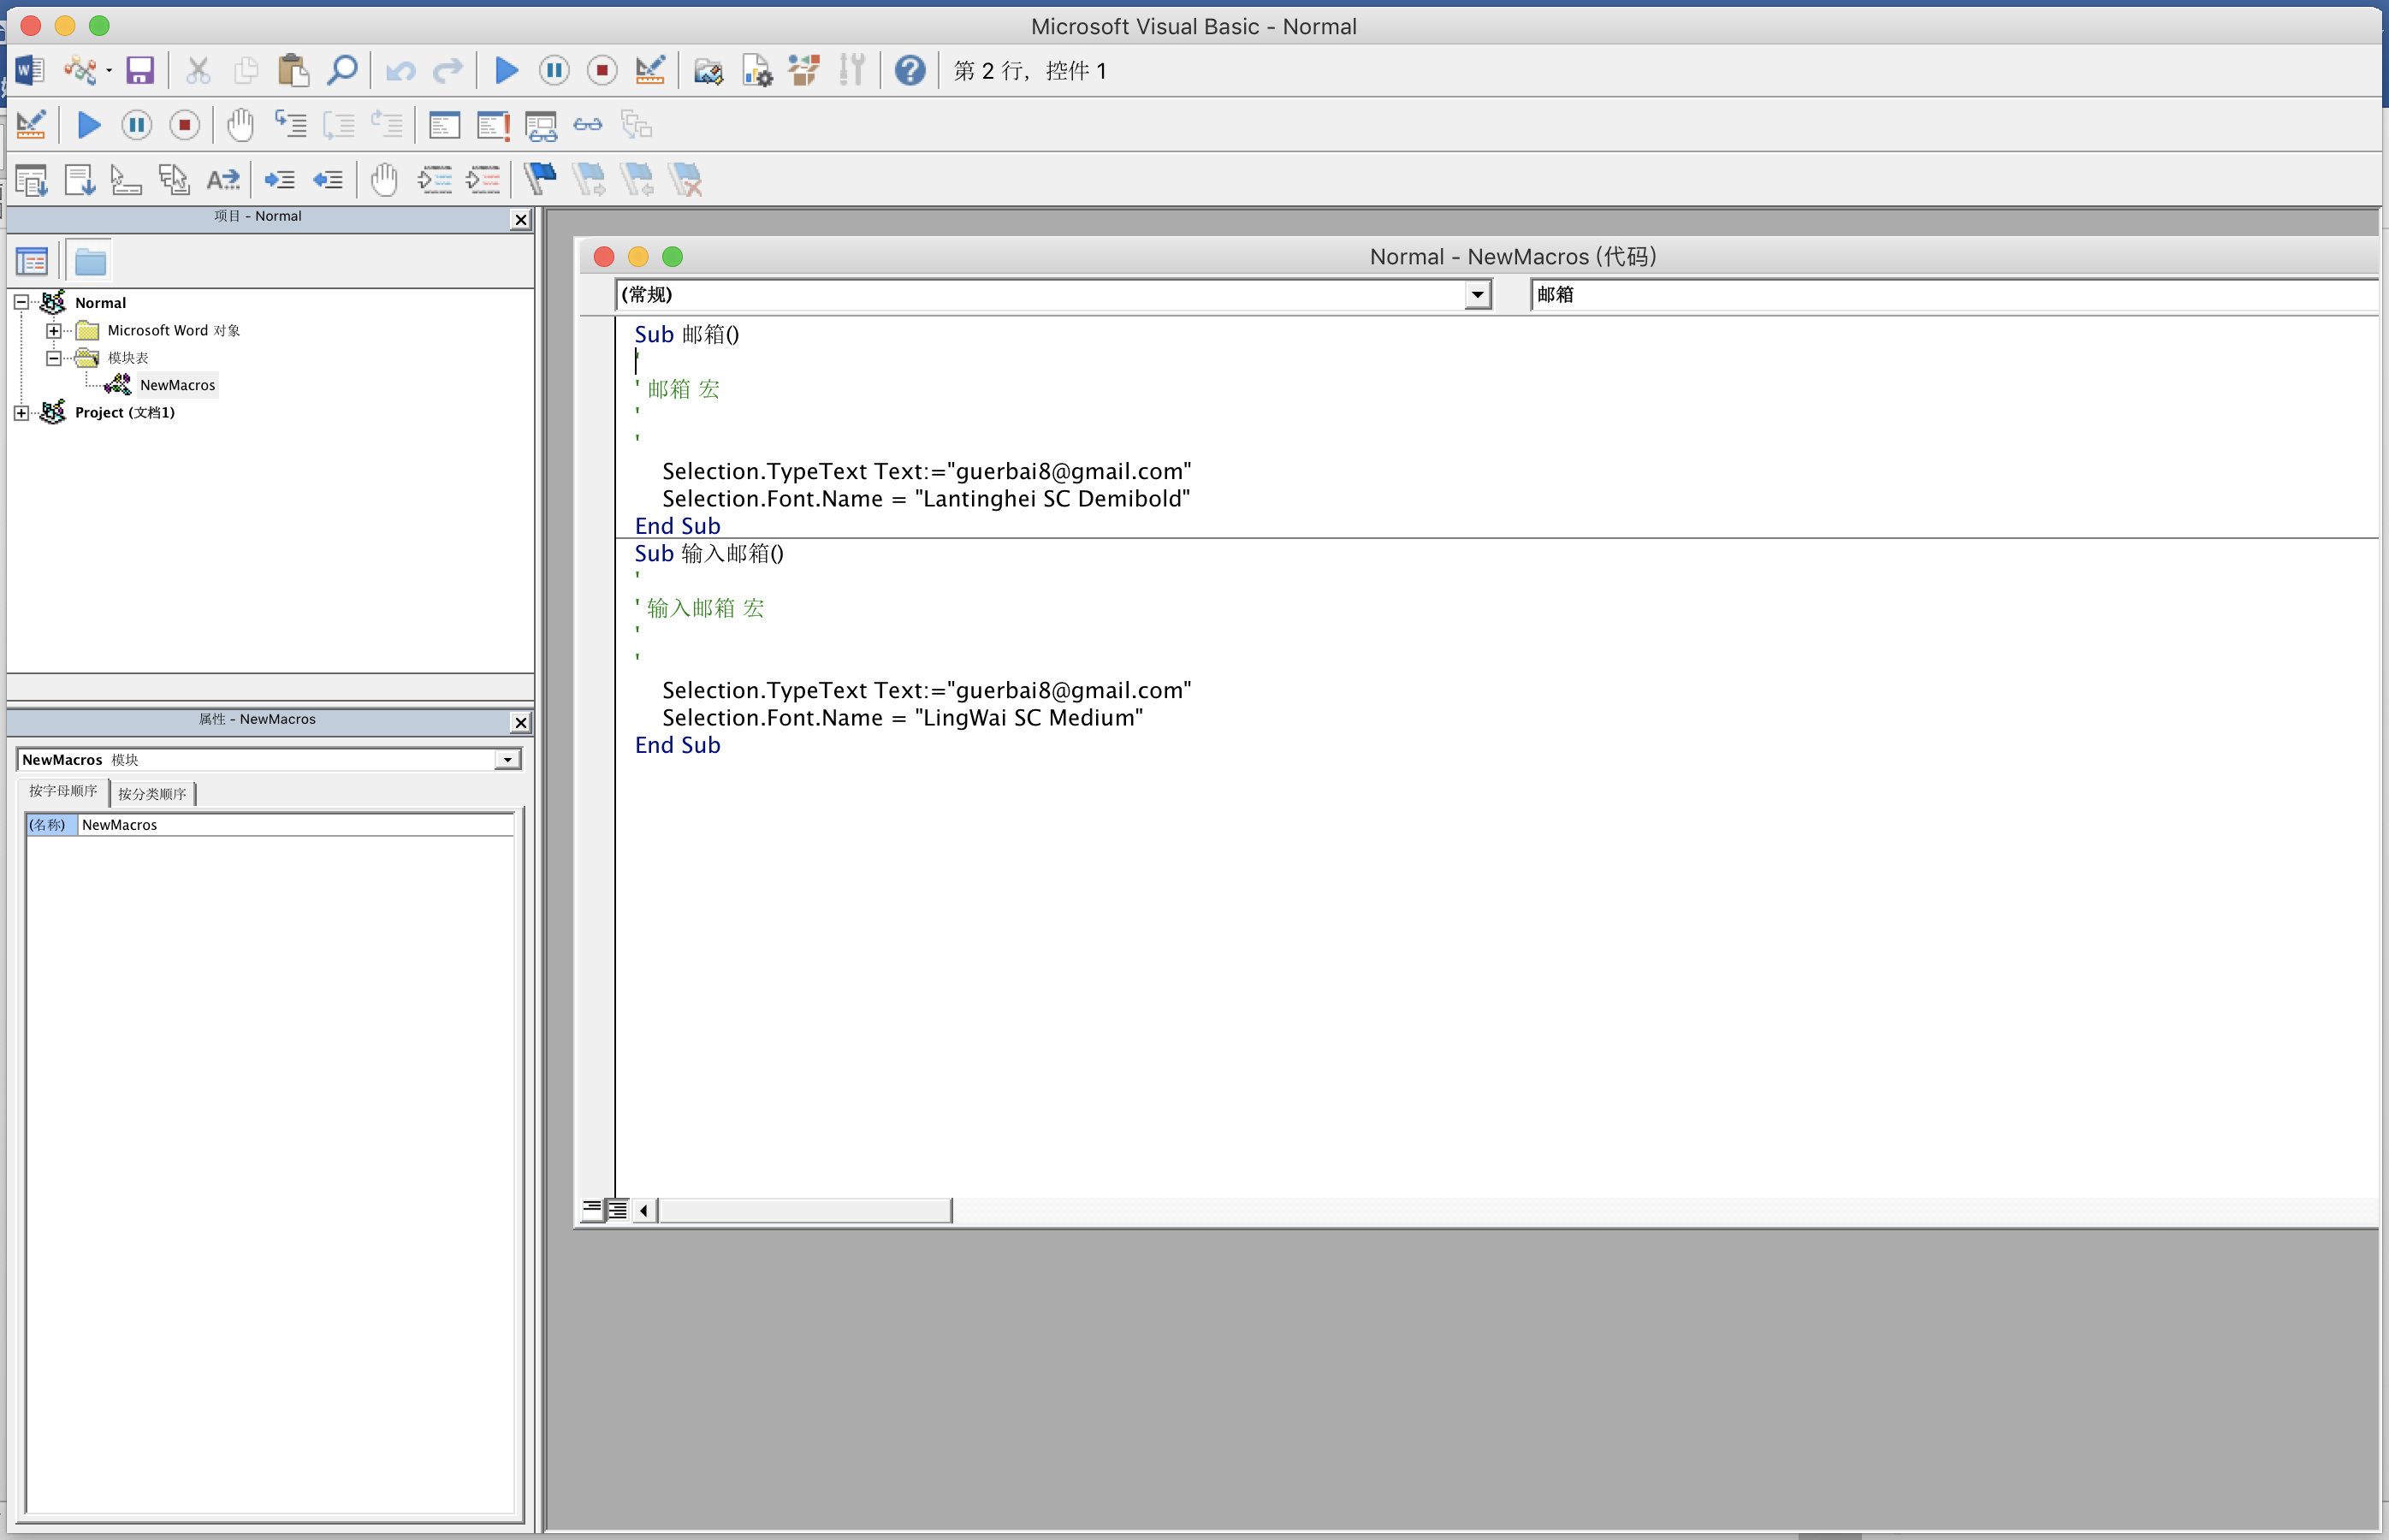 Microsoft Visual Basic - Normal
第 2 行，控件 1
项目 - Normal
Normal
Microsoft Word 对象
模块表
NewMacros
Project (文档1)
属性 - NewMacros
NewMacros 模块
按字母顺序
按分类顺序
(名称) NewMacros
Normal - NewMacros (代码)
(常规)
邮箱
Sub 邮箱()
'
' 邮箱 宏
'
'
Selection.TypeText Text:="guerbai8@gmail.com"
Selection.Font.Name = "Lantinghei SC Demibold"
End Sub
Sub 输入邮箱()
'
' 输入邮箱 宏
'
'
Selection.TypeText Text:="guerbai8@gmail.com"
Selection.Font.Name = "LingWai SC Medium"
End Sub